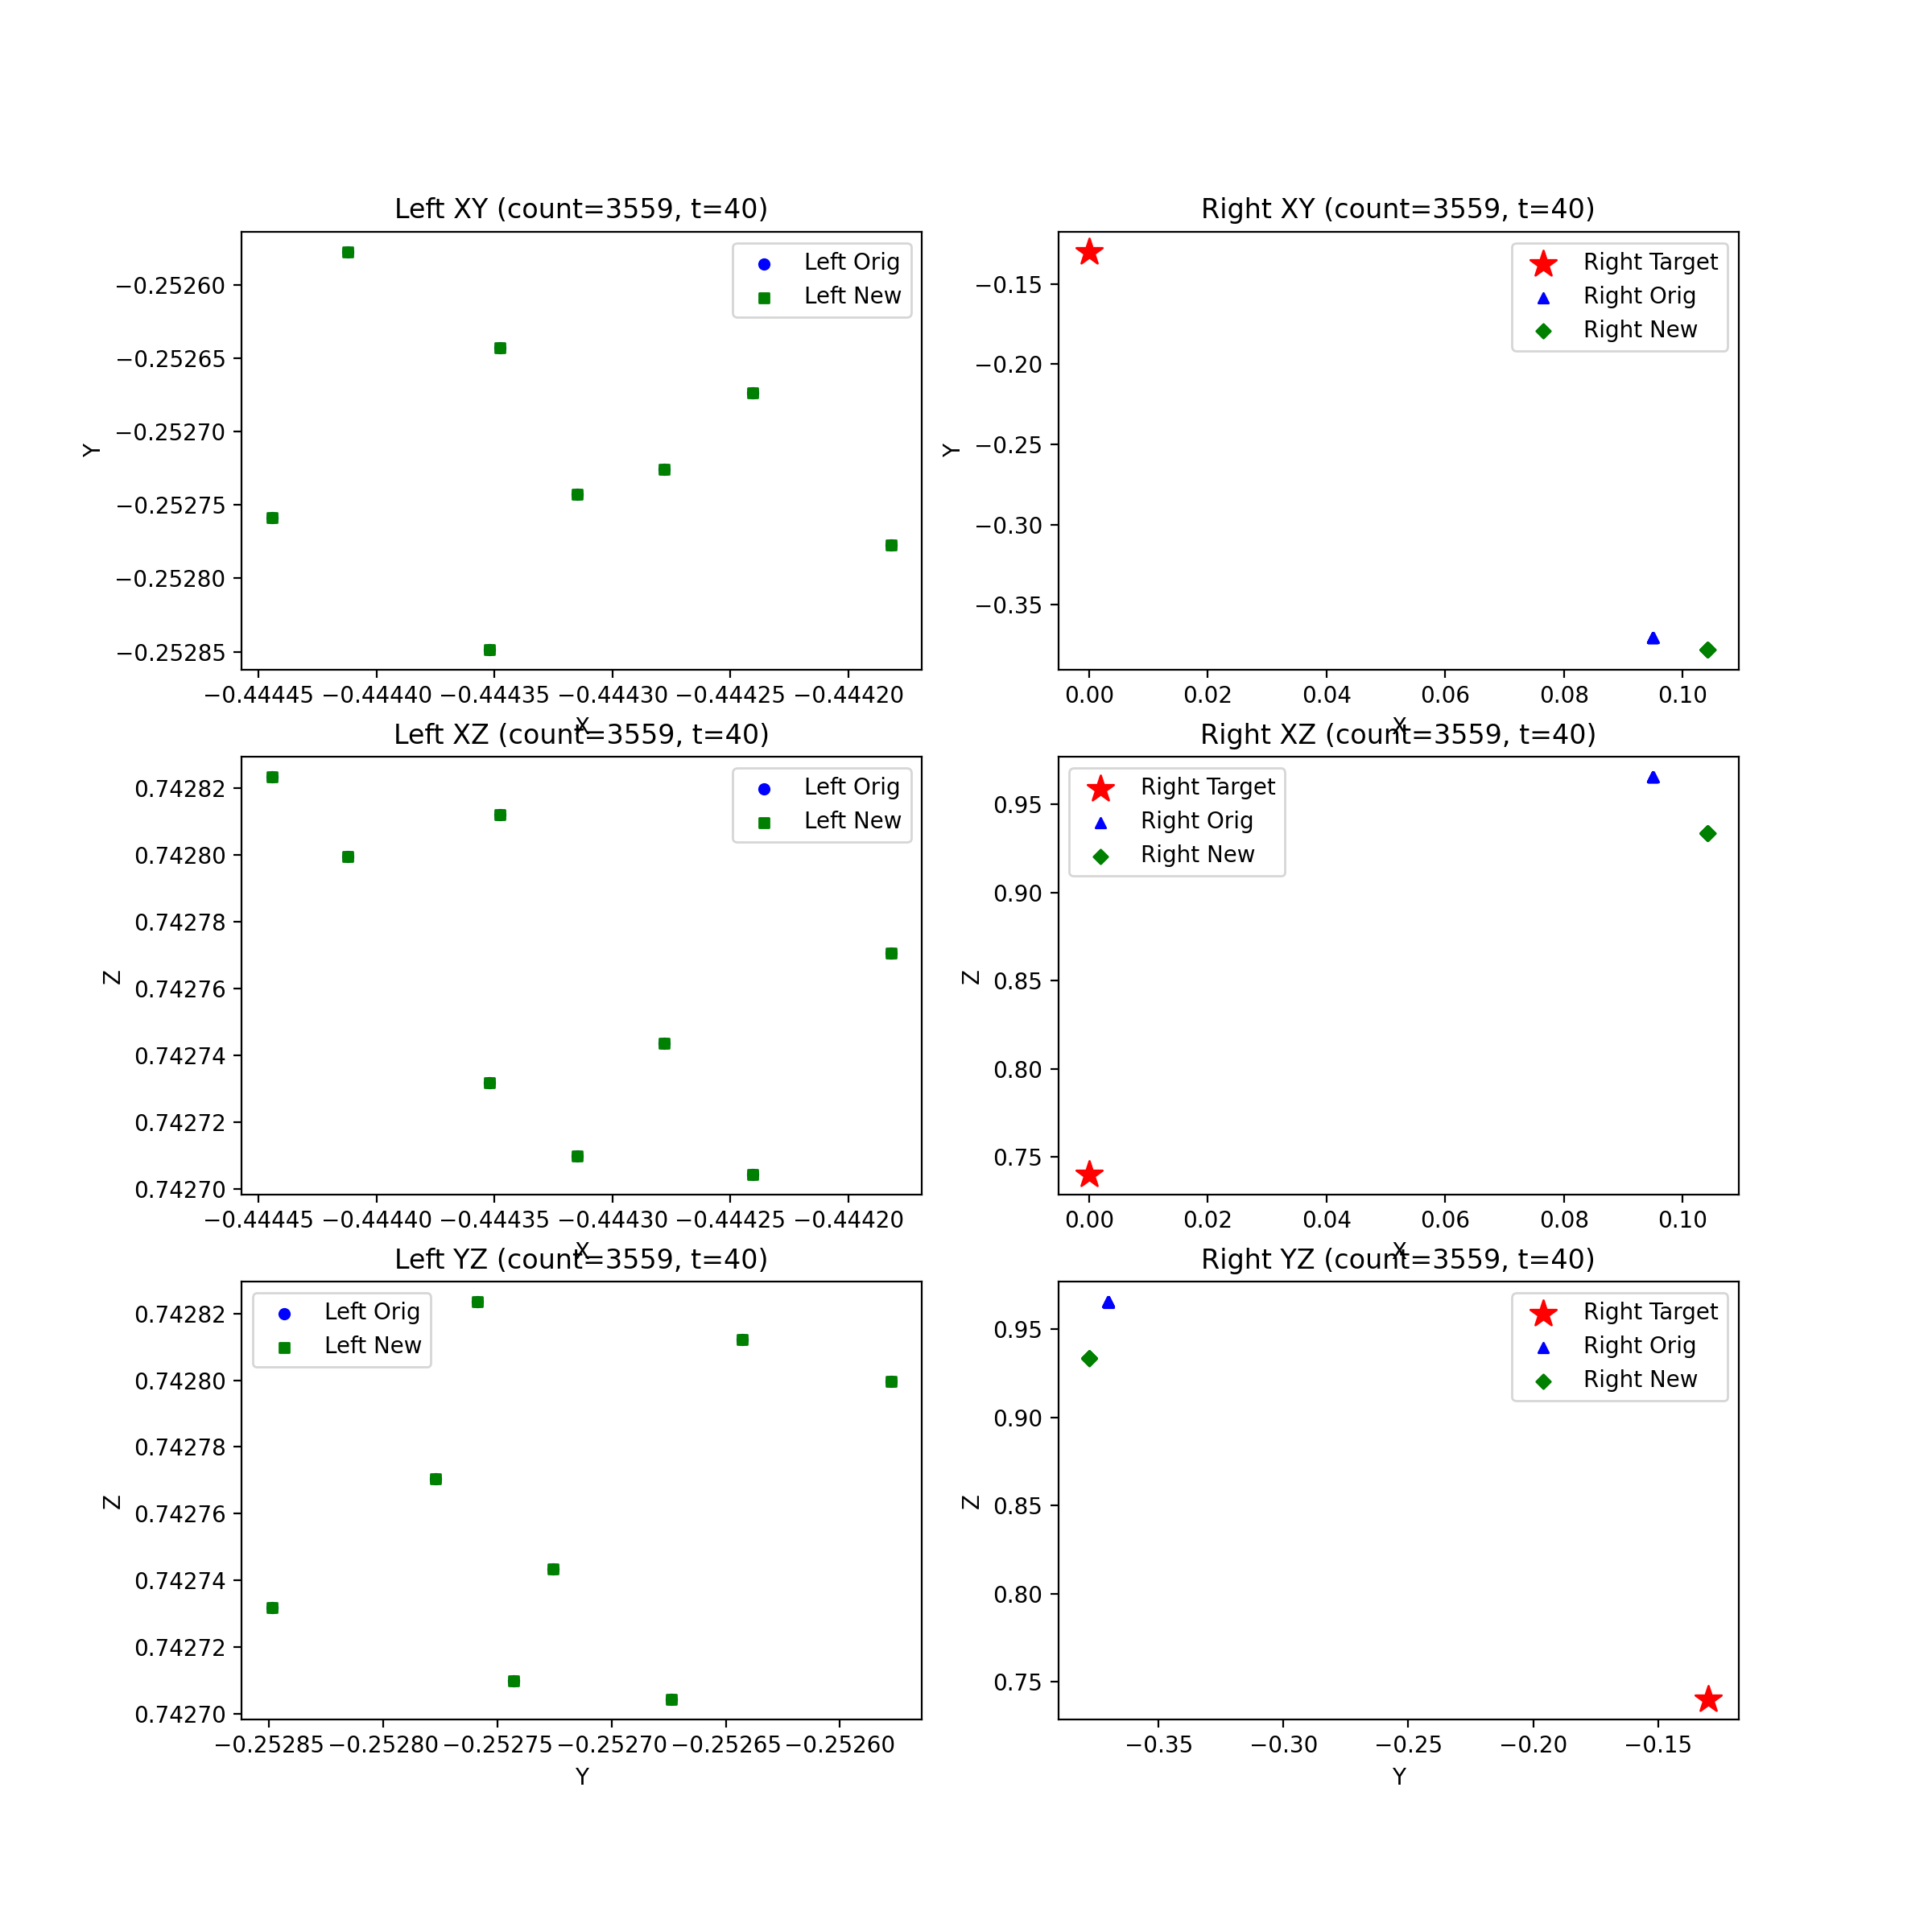 Left XY (count=3559, t=40)
Left Orig
Left New
−0.25260
−0.25265
−0.25270
−0.25275
−0.25280
−0.25285
Y
−0.44445 −0.44440 −0.44435 −0.44430 −0.44425 −0.44420
X
Right XY (count=3559, t=40)
Right Target
Right Orig
Right New
−0.15
−0.20
−0.25
−0.30
−0.35
Y
0.00 0.02 0.04 0.06 0.08 0.10
X
Left XZ (count=3559, t=40)
Left Orig
Left New
0.74282
0.74280
0.74278
0.74276
0.74274
0.74272
0.74270
Z
−0.44445 −0.44440 −0.44435 −0.44430 −0.44425 −0.44420
X
Right XZ (count=3559, t=40)
Right Target
Right Orig
Right New
0.95
0.90
0.85
0.80
0.75
Z
0.00 0.02 0.04 0.06 0.08 0.10
X
Left YZ (count=3559, t=40)
Left Orig
Left New
0.74282
0.74280
0.74278
0.74276
0.74274
0.74272
0.74270
Z
−0.25285 −0.25280 −0.25275 −0.25270 −0.25265 −0.25260
Y
Right YZ (count=3559, t=40)
Right Target
Right Orig
Right New
0.95
0.90
0.85
0.80
0.75
Z
−0.35 −0.30 −0.25 −0.20 −0.15
Y